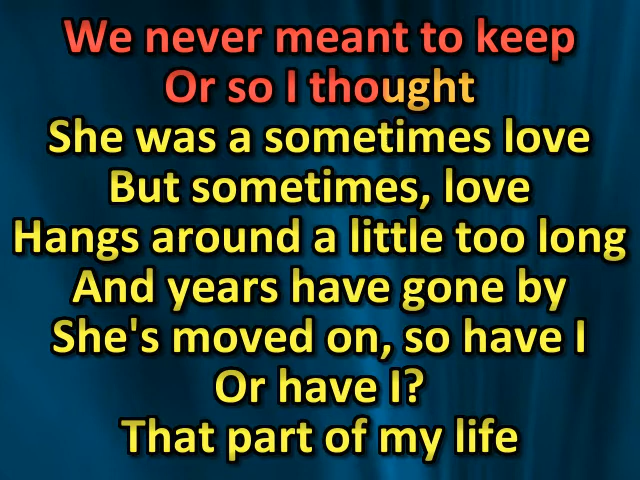 We never meant to keep
Or so I thought
She was a sometimes love
But sometimes, love
Hangs around a little too long
And years have gone by
She's moved on, so have I
Or have I?
That part of my life